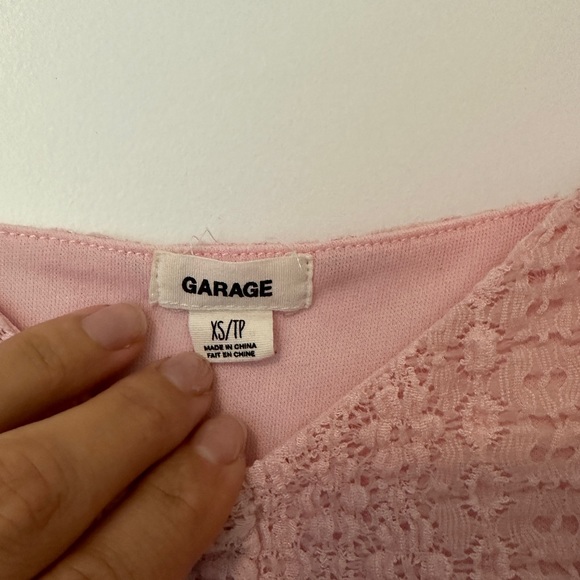 GARAGE
XS/TP
MADE IN CHINA
FAIT EN CHINE